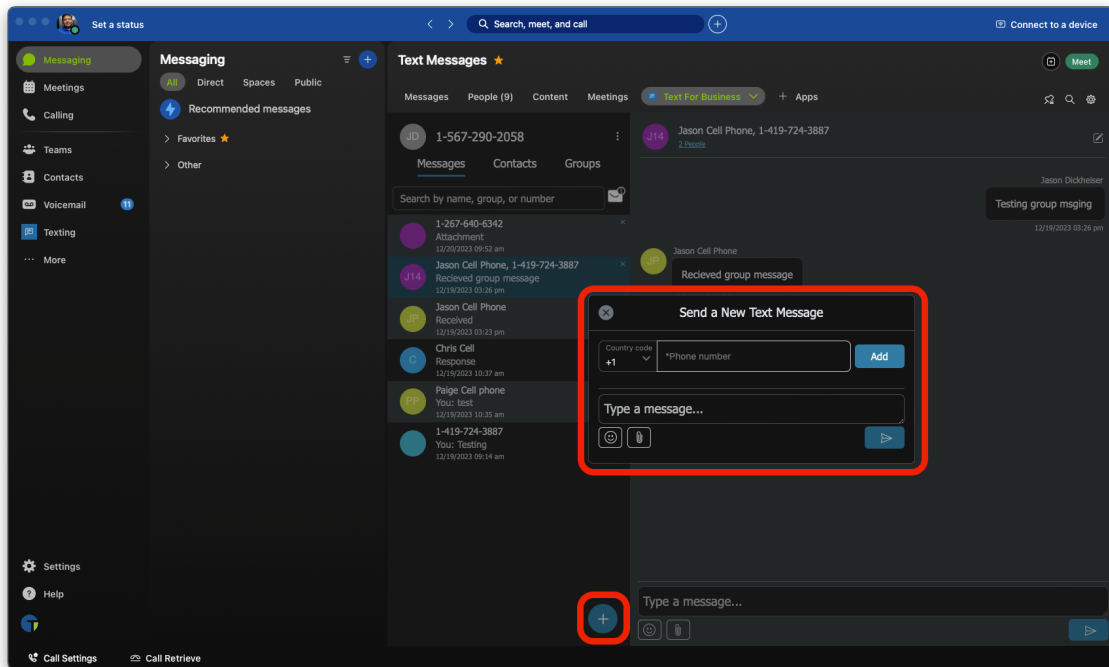 Set a status
Search, meet, and call
Connect to a device
Messaging
Meetings
Calling
Teams
Contacts
Voicemail
11
Texting
More
Settings
Help
Call Settings
Call Retrieve
Messaging
All Direct Spaces Public
Recommended messages
Favorites
Other
Text Messages
Meet
Messages People (9) Content Meetings Text For Business + Apps
JD 1-567-290-2058
Messages Contacts Groups
Search by name, group, or number
1-267-640-6342
Attachment
12/20/2023 09:52 am
J14
Jason Cell Phone, 1-419-724-3887
Recieved group message
12/19/2023 03:26 pm
JP
Jason Cell Phone
Received
12/19/2023 03:23 pm
C
Chris Cell
Response
12/19/2023 10:37 am
PP
Paige Cell phone
You: test
12/19/2023 10:35 am
1-419-724-3887
You: Testing
12/19/2023 09:14 am
J14
Jason Cell Phone, 1-419-724-3887
2 People
Jason Dickheiser
Testing group msging
12/19/2023 03:26 pm
Jason Cell Phone
JP
Recieved group message
Send a New Text Message
Country code
+1
*Phone number
Add
Type a message...
Type a message...